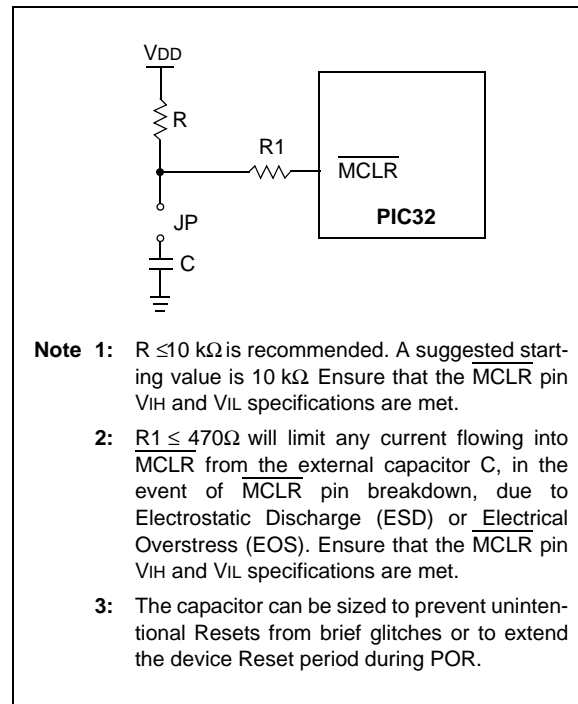 VDD
R
R1
MCLR
JP
PIC32
C
Note 1: R ≤10 kΩ is recommended. A suggested start-
ing value is 10 kΩ Ensure that the MCLR pin
VIH and VIL specifications are met.
2: R1 ≤ 470Ω will limit any current flowing into
MCLR from the external capacitor C, in the
event of MCLR pin breakdown, due to
Electrostatic Discharge (ESD) or Electrical
Overstress (EOS). Ensure that the MCLR pin
VIH and VIL specifications are met.
3: The capacitor can be sized to prevent uninten-
tional Resets from brief glitches or to extend
the device Reset period during POR.